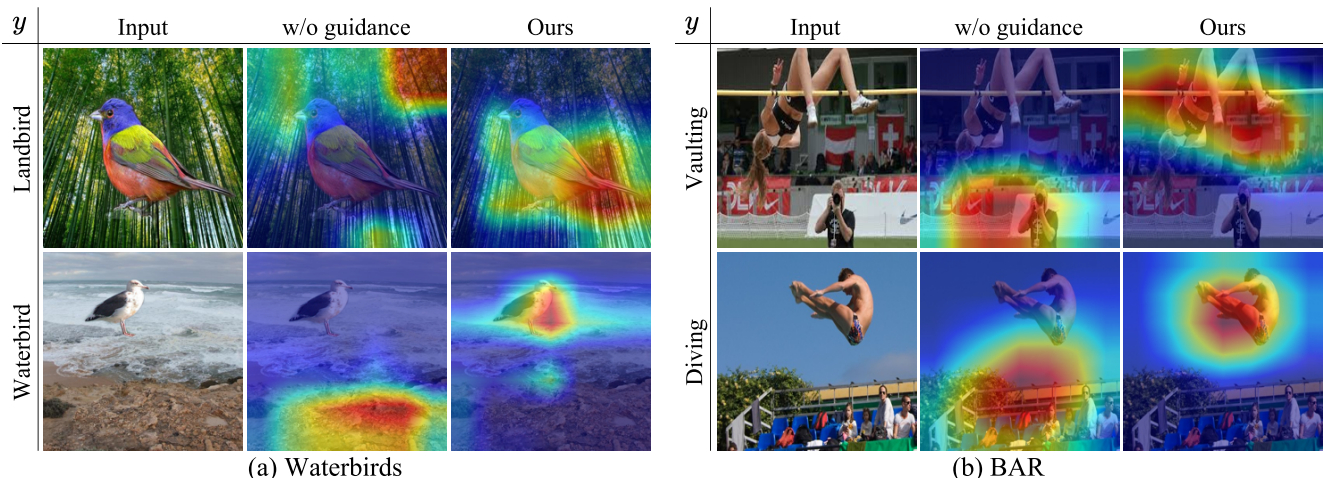 y Input w/o guidance Ours
Landbird
Waterbird
(a) Waterbirds
y Input w/o guidance Ours
Vaulting
Diving
(b) BAR